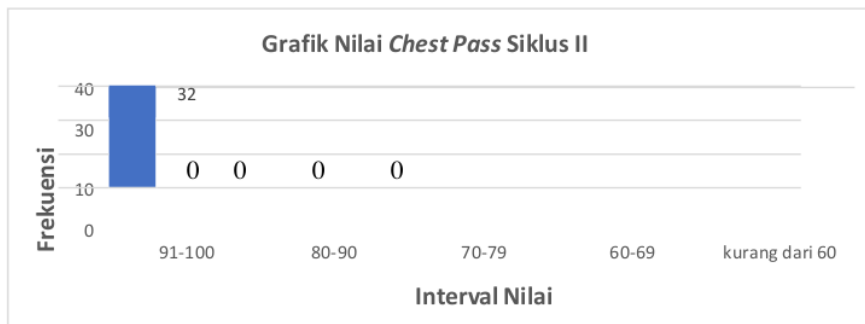 Grafik Nilai Chest Pass Siklus II
40
32
30
0 0 0 0
10
0
Frekuensi
91-100 80-90 70-79 60-69 kurang dari 60
Interval Nilai